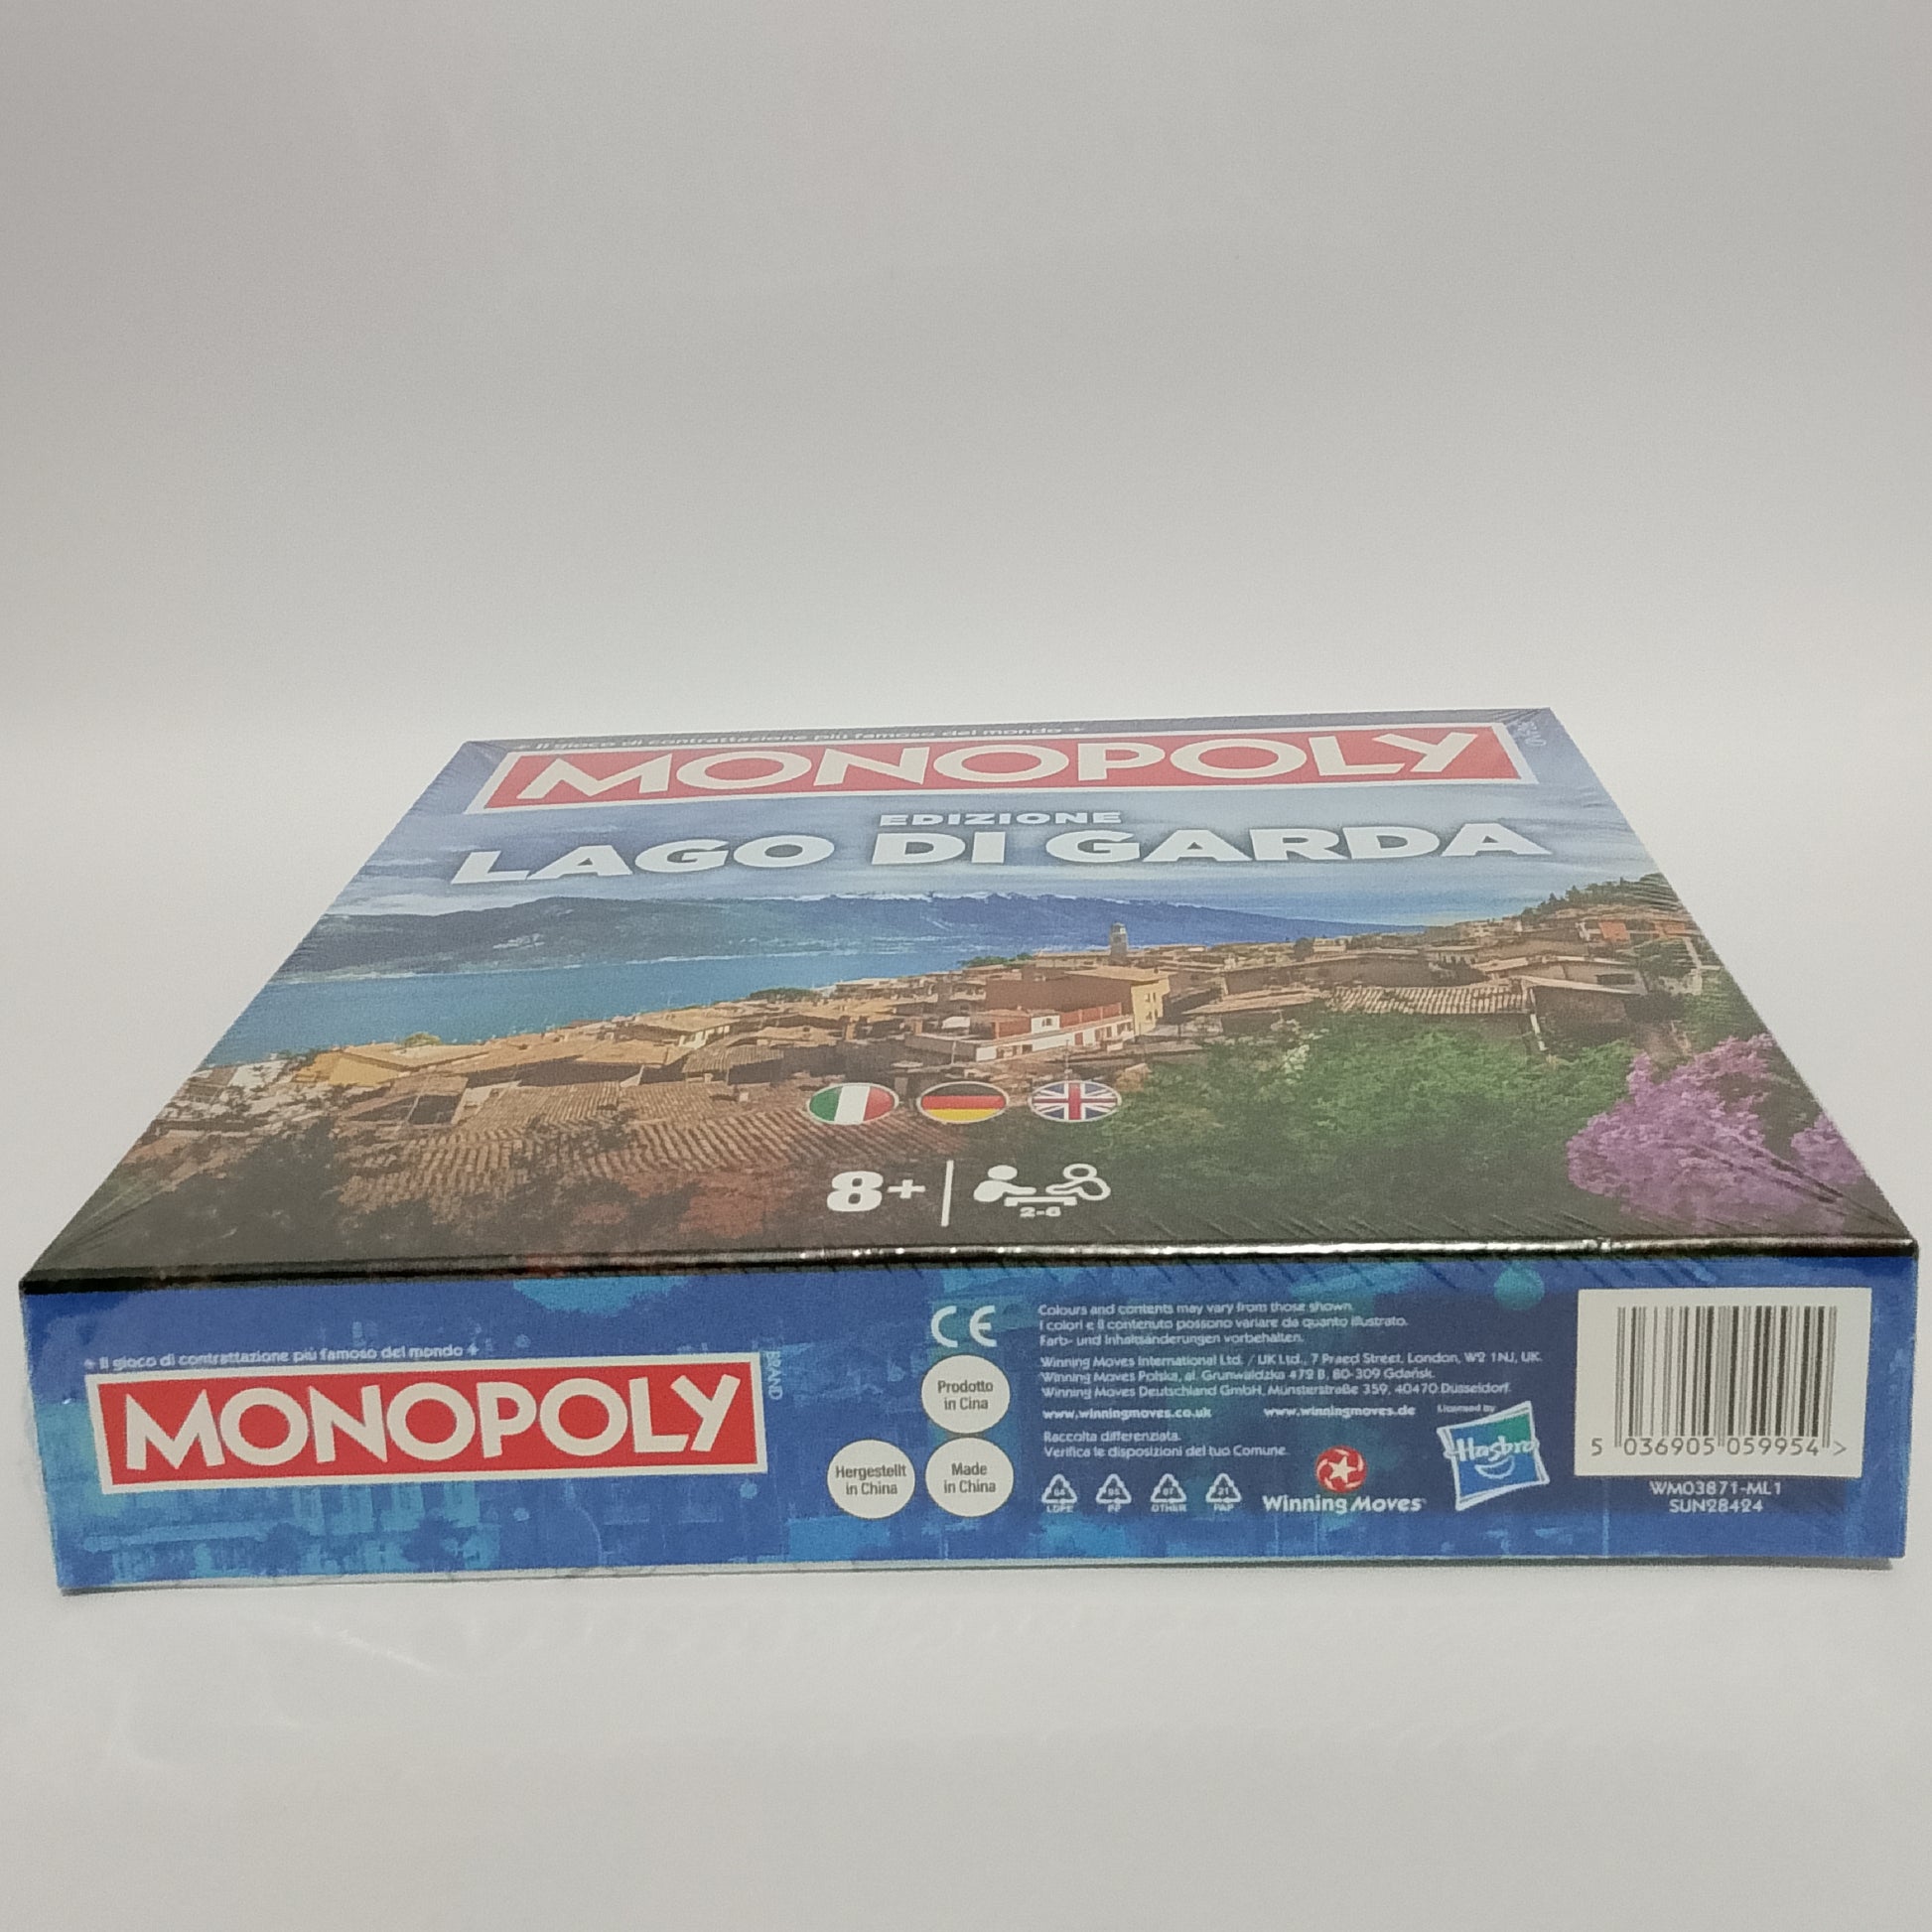 ✦ Il gioco di contrattazione più famoso del mondo ✦
MONOPOLY
BRAND
EDIZIONE
LAGO DI GARDA
8+
2-6
✦ Il gioco di contrattazione più famoso del mondo ✦
MONOPOLY
BRAND
CE
Prodotto
in Cina
Hergestellt
in China
Made
in China
Colours and contents may vary from those shown.
I colori e il contenuto possono variare da quanto illustrato.
Farb- und Inhaltsänderungen vorbehalten.
Winning Moves International Ltd. / UK Ltd., 7 Praed Street, London, W2 1NJ, UK.
Winning Moves Polska, al. Grunwaldzka 472 B, 80-309 Gdańsk.
Winning Moves Deutschland GmbH, Münsterstraße 359, 40470 Düsseldorf.
www.winningmoves.co.uk www.winningmoves.de
Raccolta differenziata.
Verifica le disposizioni del tuo Comune.
LDPE
PP
07
OTHER
21
PAP
Winning Moves
Licensed by
Hasbro
5 036905 059954 >
WM03871-ML1
SUN28424